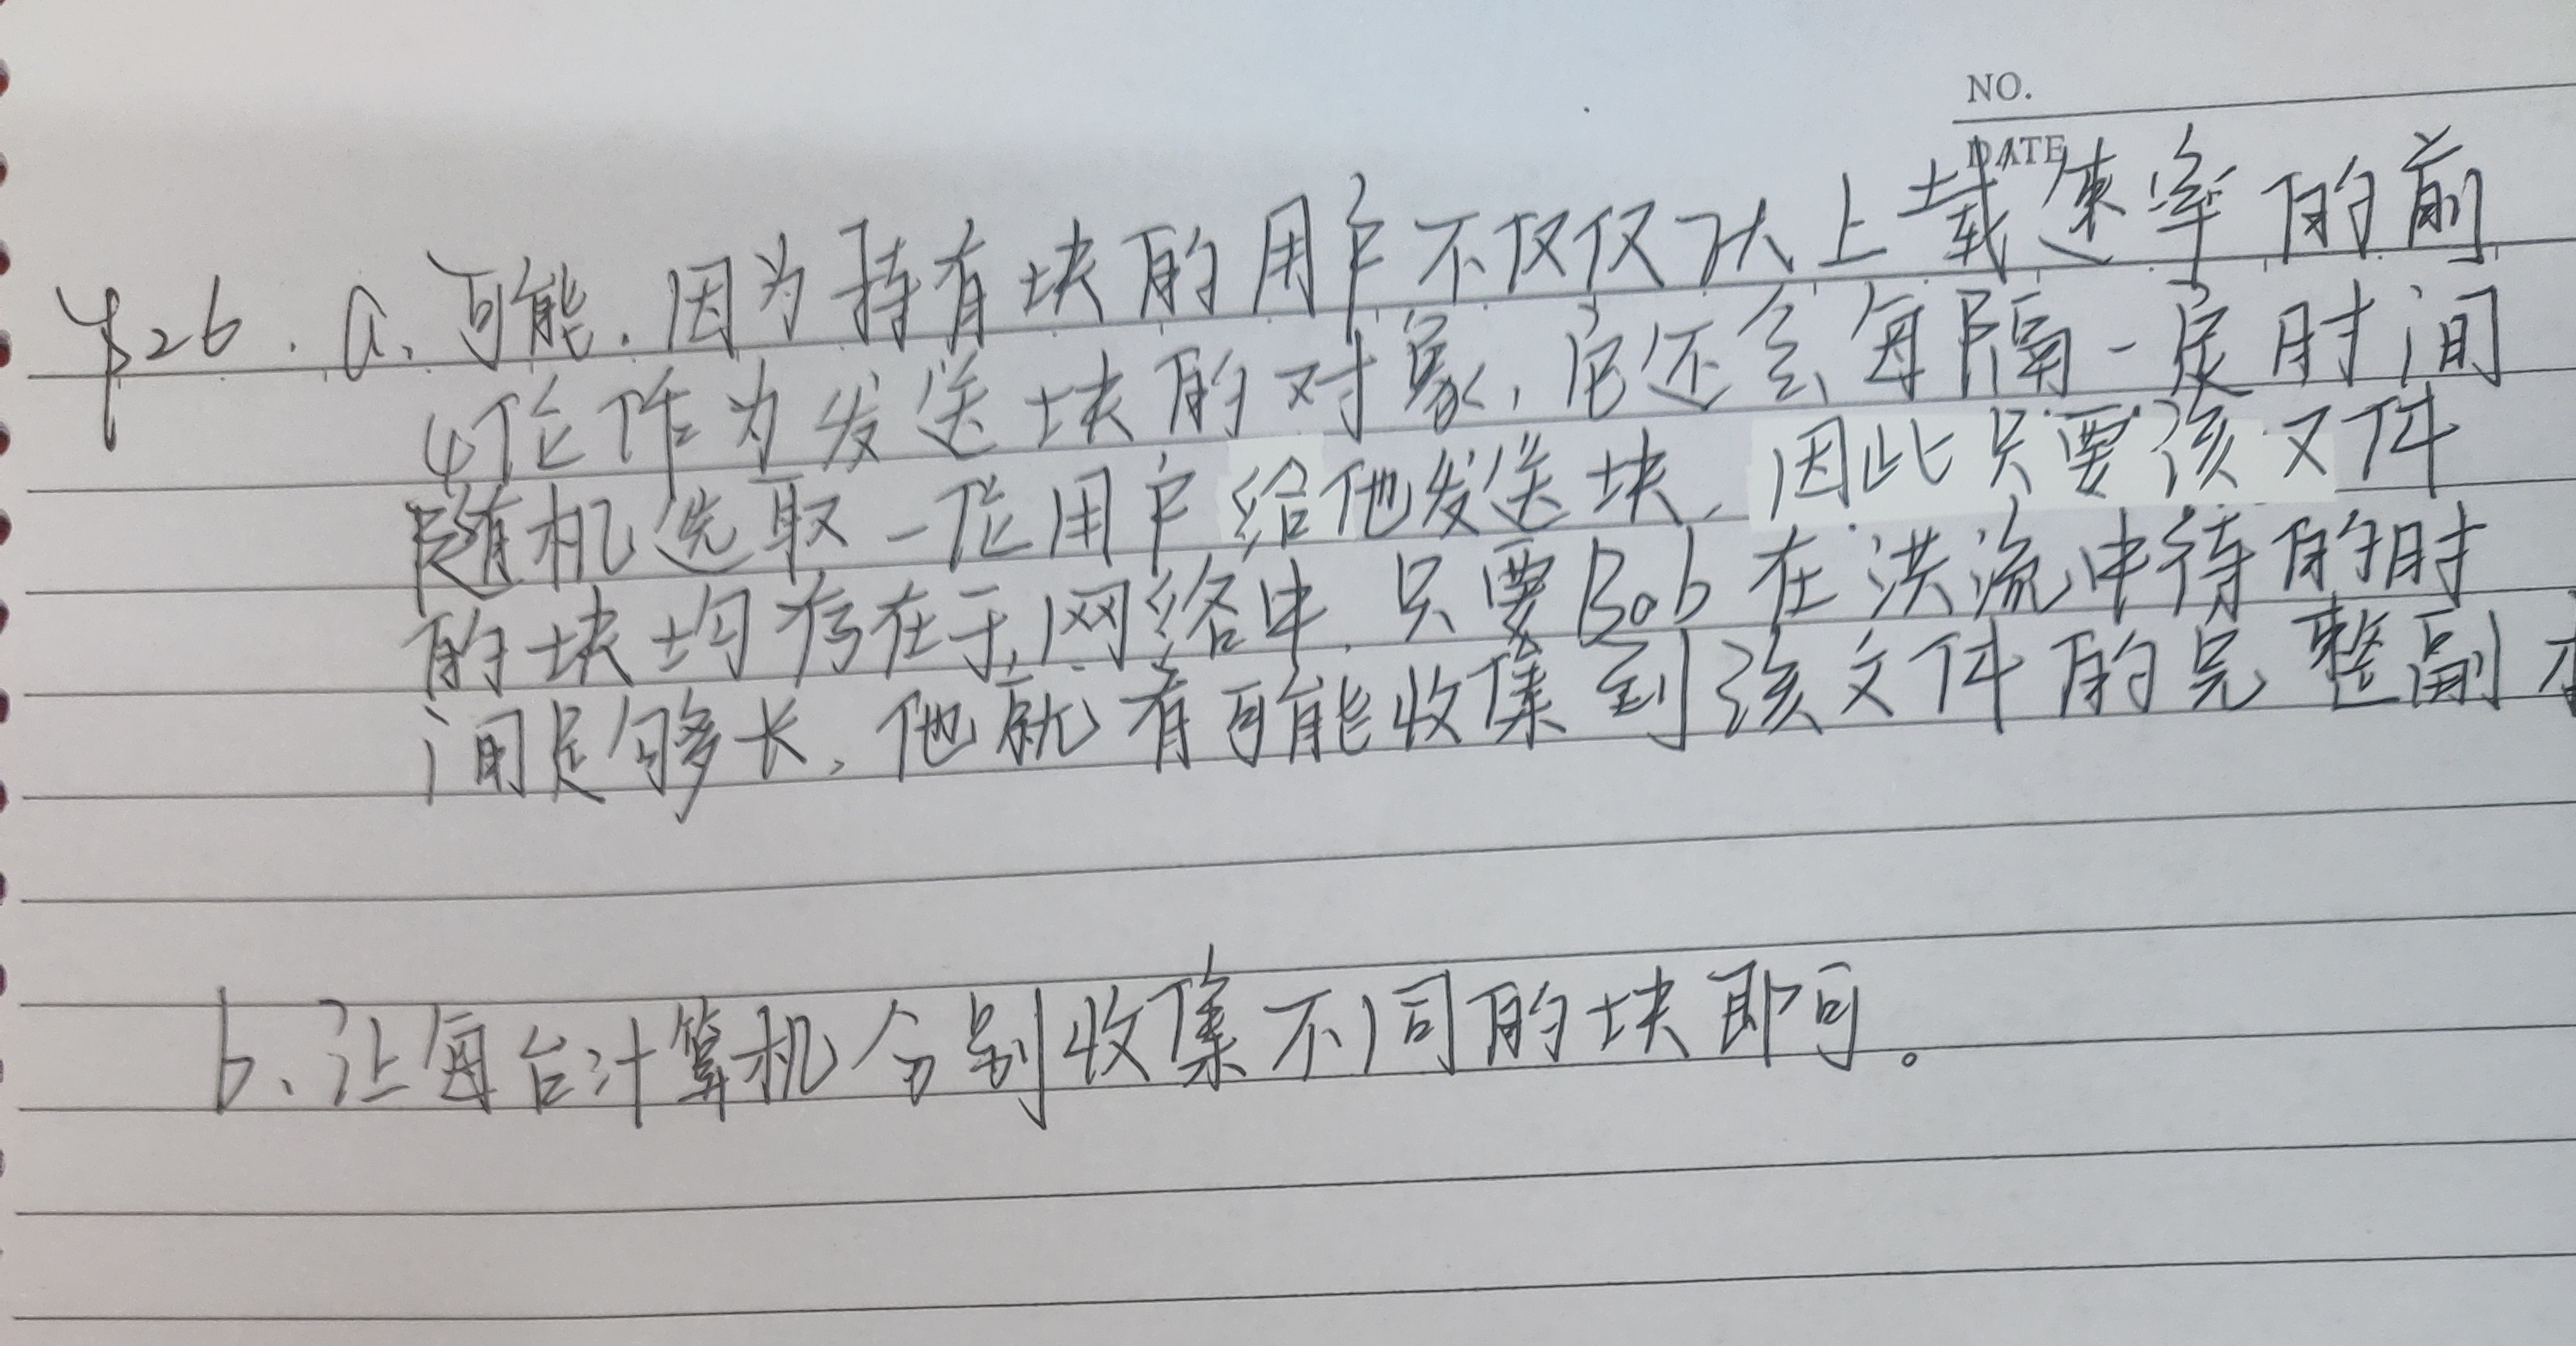 NO.
DATE
P26. a. 可能. 因为持有块的用户不仅仅从上载速率的前
4位作为发送块的对象, 它还会每隔一定时间
随机选取一位用户给他发送块, 因此只要该文件
的块均存在于网络中, 只要Bob在洪流中待的时
间足够长, 他就有可能收集到该文件的完整副本
b. 让每台计算机分别收集不同的块即可。